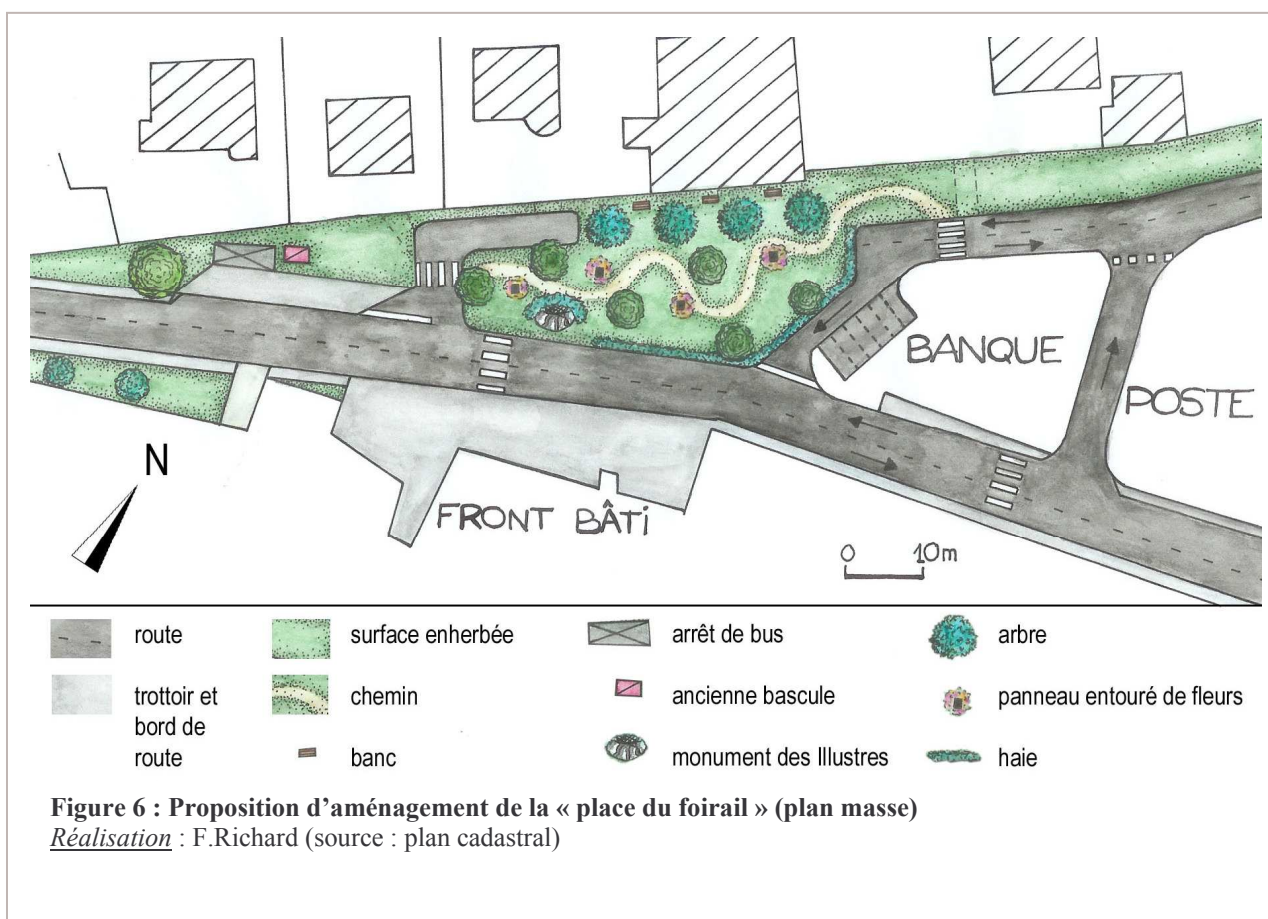 BANQUE
POSTE
N
FRONT BÂTI
0 10m
route
surface enherbée
arrêt de bus
arbre
trottoir et
bord de
route
chemin
ancienne bascule
panneau entouré de fleurs
banc
monument des Illustres
haie
Figure 6 : Proposition d’aménagement de la « place du foirail » (plan masse)
Réalisation : F.Richard (source : plan cadastral)